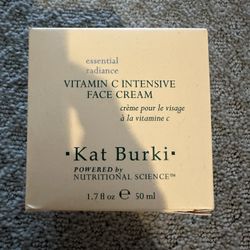 essential
radiance
VITAMIN C INTENSIVE
FACE CREAM
crème pour le visage
à la vitamine c
▪Kat Burki▪
POWERED by
NUTRITIONAL SCIENCE™
1.7 fl oz ℮ 50 ml